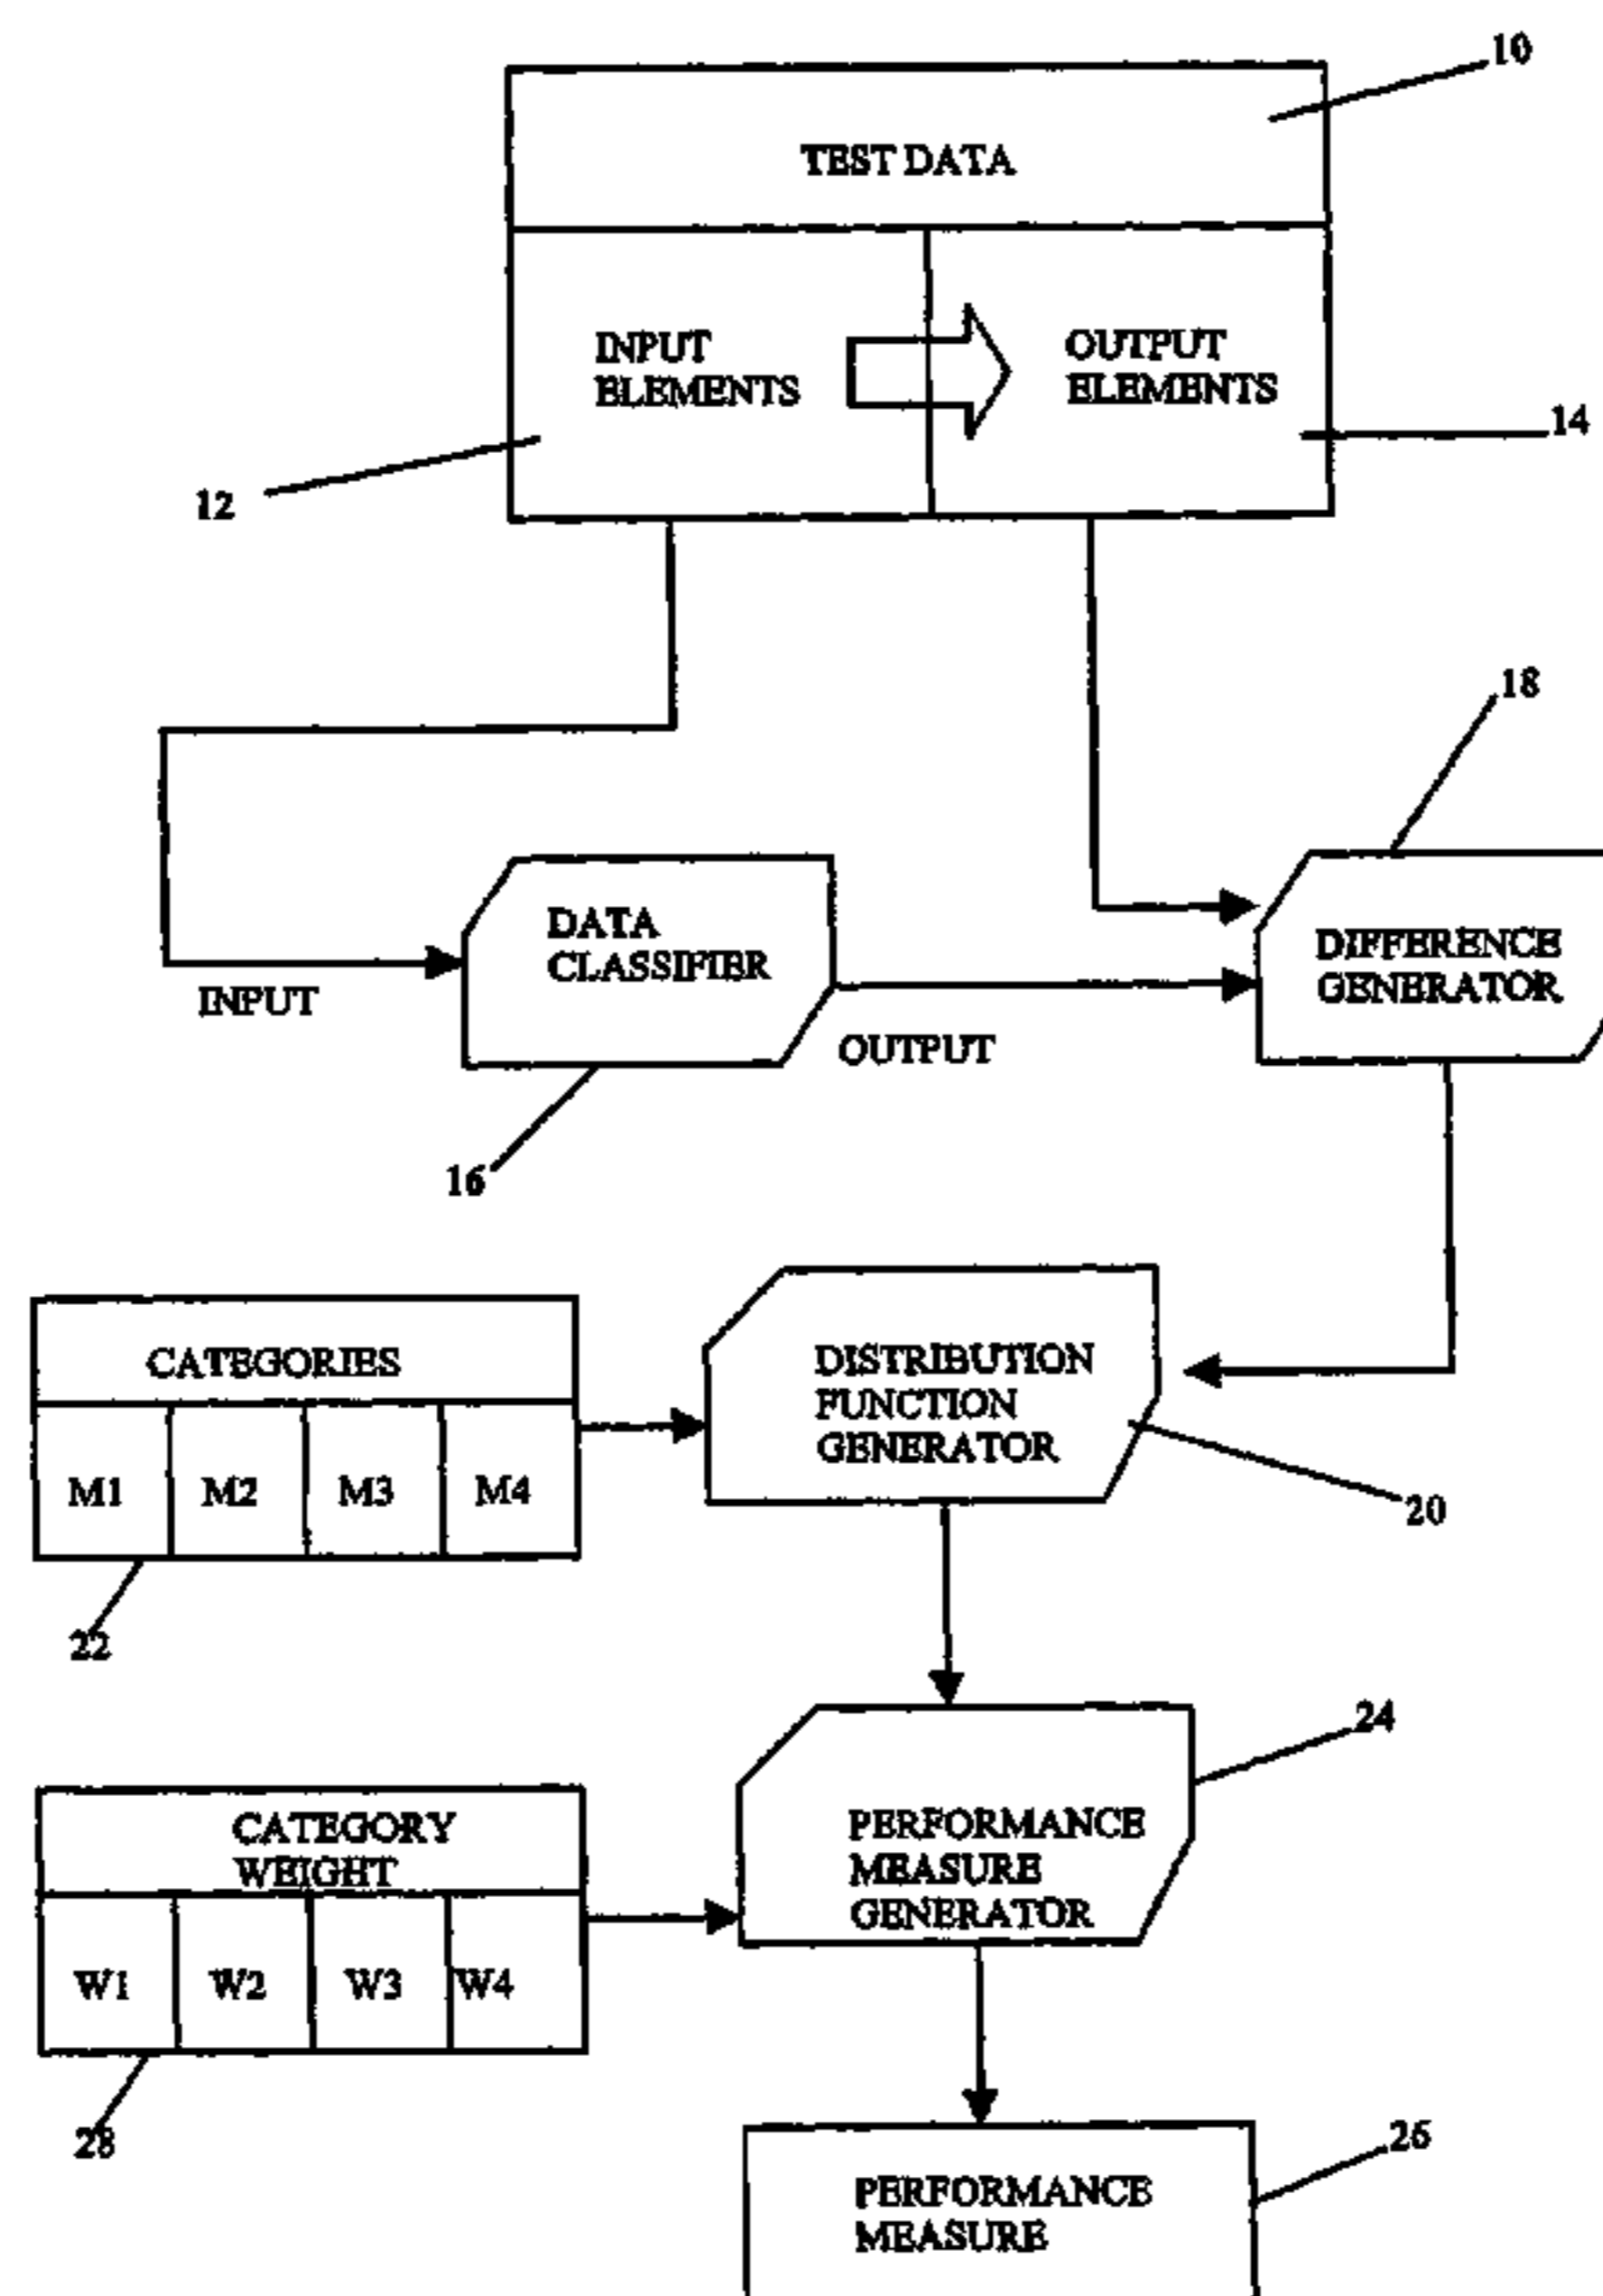 10
TEST DATA
INPUT
ELEMENTS
OUTPUT
ELEMENTS
14
12
18
DATA
CLASSIFIER
DIFFERENCE
GENERATOR
INPUT
OUTPUT
16
CATEGORIES
M1 M2 M3 M4
DISTRIBUTION
FUNCTION
GENERATOR
20
22
24
CATEGORY
WEIGHT
W1 W2 W3 W4
PERFORMANCE
MEASURE
GENERATOR
28
26
PERFORMANCE
MEASURE